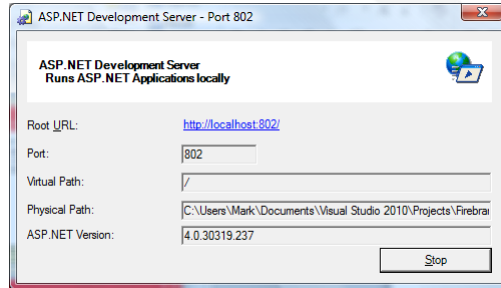 ASP.NET Development Server - Port 802
ASP.NET Development Server
Runs ASP.NET Applications locally
Root URL: http://localhost:802/
Port: 802
Virtual Path: /
Physical Path: C:\Users\Mark\Documents\Visual Studio 2010\Projects\Firebra
ASP.NET Version: 4.0.30319.237
Stop